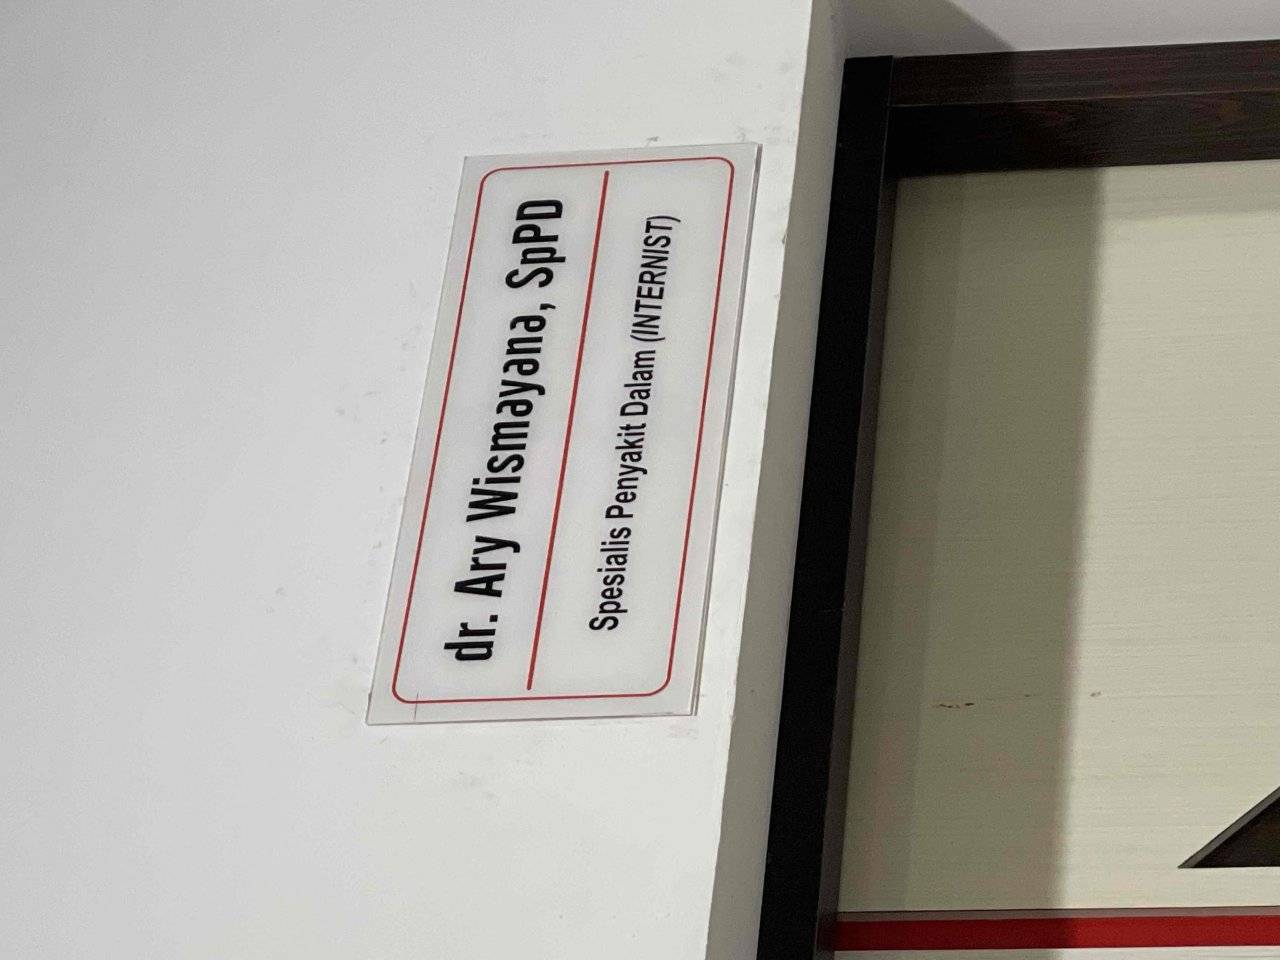 dr. Ary Wismayana, SpPD
Spesialis Penyakit Dalam (INTERNIST)